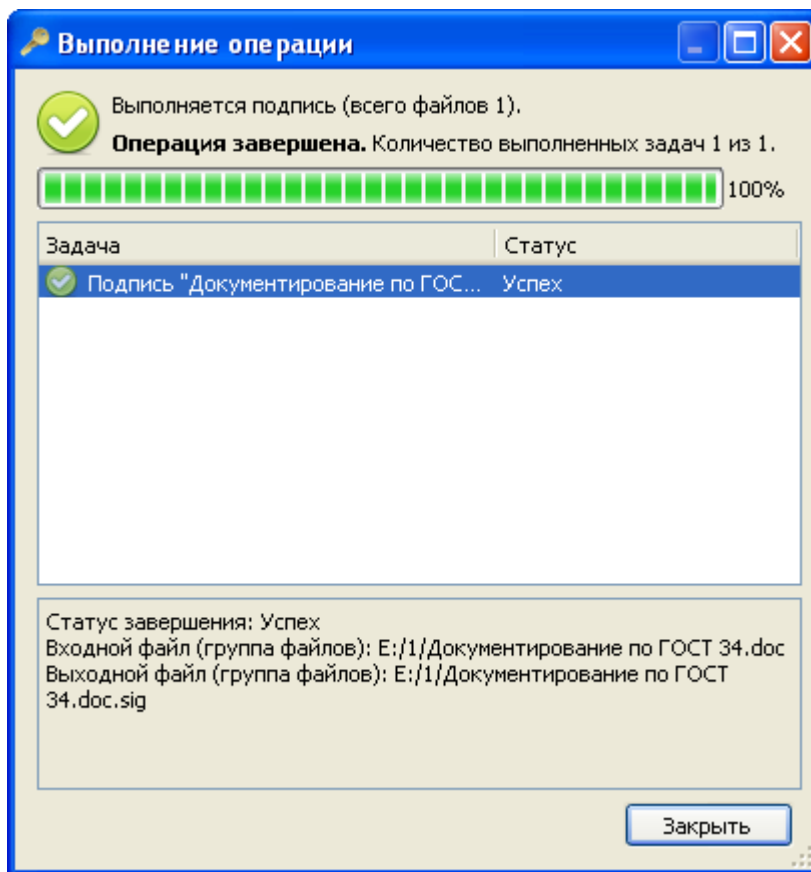 Выполнение операции
Выполняется подпись (всего файлов 1).
Операция завершена. Количество выполненных задач 1 из 1.
100%
Задача Статус
Подпись "Документирование по ГОС... Успех
Статус завершения: Успех
Входной файл (группа файлов): E:/1/Документирование по ГОСТ 34.doc
Выходной файл (группа файлов): E:/1/Документирование по ГОСТ
34.doc.sig
Закрыть